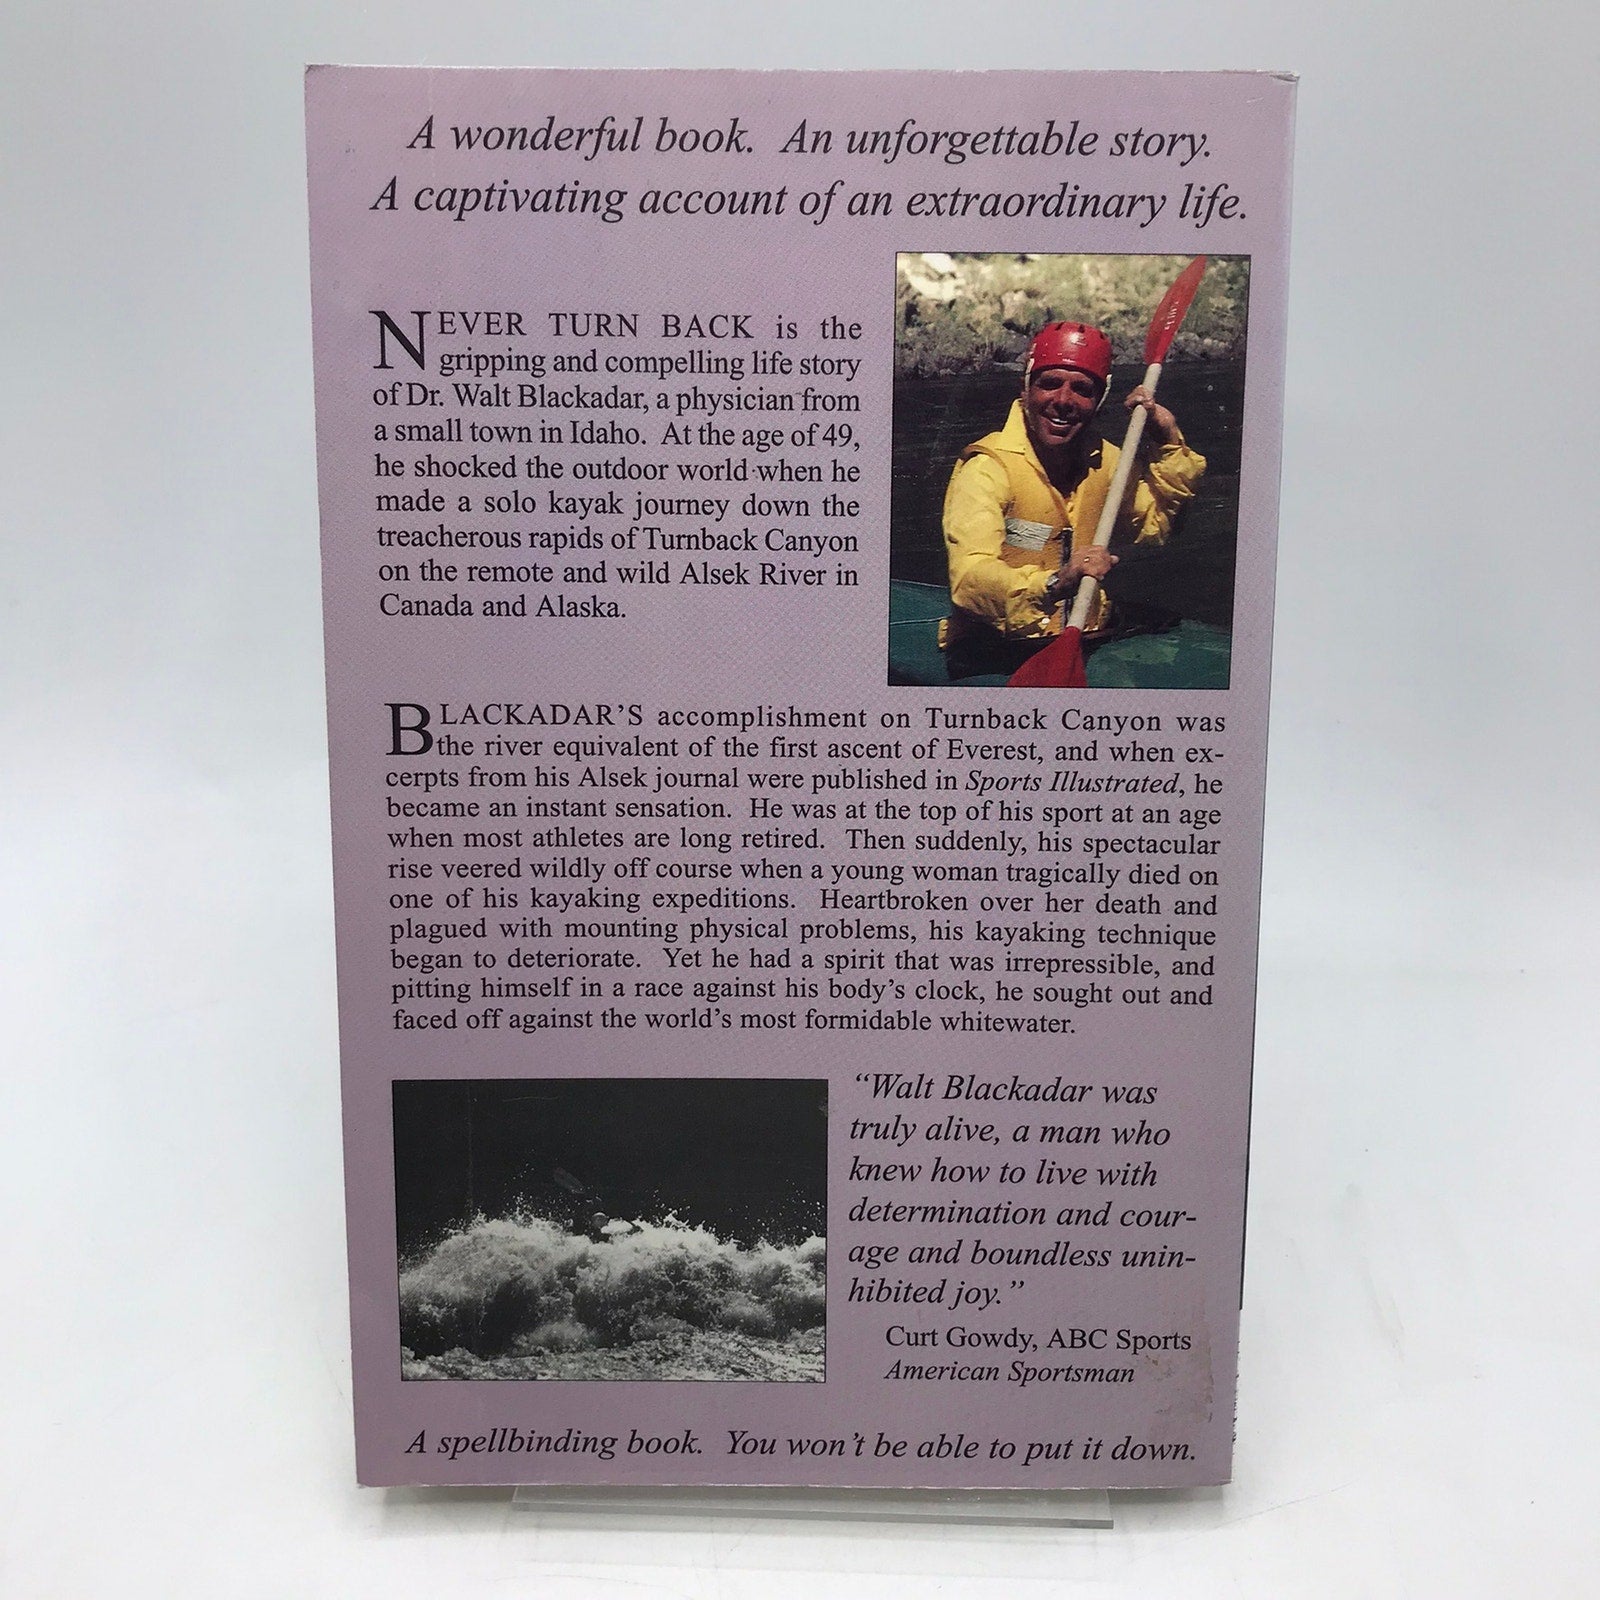 A wonderful book. An unforgettable story.
A captivating account of an extraordinary life.
NEVER TURN BACK is the
gripping and compelling life story
of Dr. Walt Blackadar, a physician from
a small town in Idaho. At the age of 49,
he shocked the outdoor world when he
made a solo kayak journey down the
treacherous rapids of Turnback Canyon
on the remote and wild Alsek River in
Canada and Alaska.
BLACKADAR'S accomplishment on Turnback Canyon was
the river equivalent of the first ascent of Everest, and when ex-
cerpts from his Alsek journal were published in Sports Illustrated, he
became an instant sensation. He was at the top of his sport at an age
when most athletes are long retired. Then suddenly, his spectacular
rise veered wildly off course when a young woman tragically died on
one of his kayaking expeditions. Heartbroken over her death and
plagued with mounting physical problems, his kayaking technique
began to deteriorate. Yet he had a spirit that was irrepressible, and
pitting himself in a race against his body's clock, he sought out and
faced off against the world's most formidable whitewater.
"Walt Blackadar was
truly alive, a man who
knew how to live with
determination and cour-
age and boundless unin-
hibited joy."
Curt Gowdy, ABC Sports
American Sportsman
A spellbinding book. You won't be able to put it down.